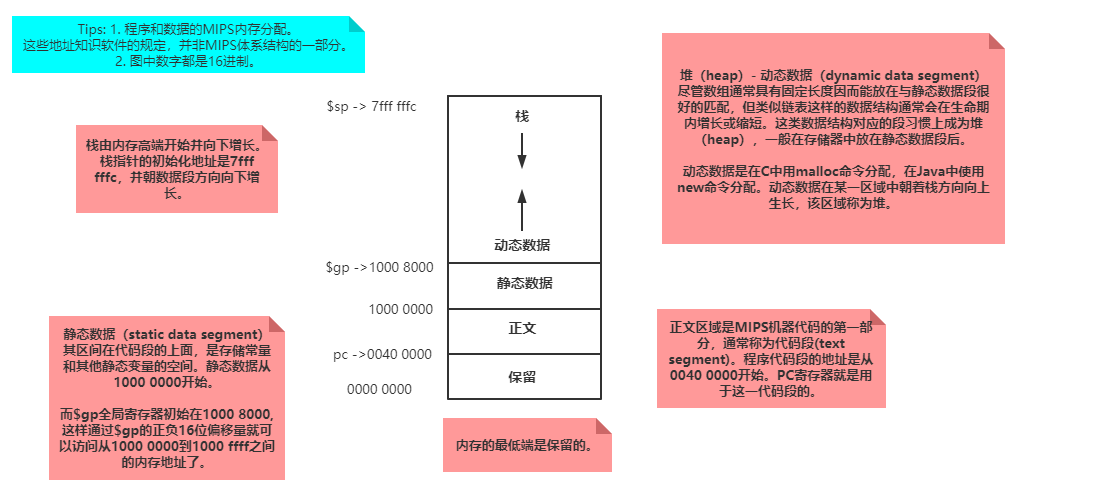 Tips: 1. 程序和数据的MIPS内存分配。
这些地址知识软件的规定，并非MIPS体系结构的一部分。
2. 图中数字都是16进制。
栈由内存高端开始并向下增长。
栈指针的初始化地址是7fff
fffc，并朝数据段方向向下增
长。
静态数据（static data segment）
其区间在代码段的上面，是存储常量
和其他静态变量的空间。静态数据从
1000 0000开始。
而$gp全局寄存器初始在1000 8000,
这样通过$gp的正负16位偏移量就可
以访问从1000 0000到1000 ffff之间
的内存地址了。
$sp -> 7fff fffc
栈
动态数据
$gp ->1000 8000
静态数据
1000 0000
正文
pc ->0040 0000
保留
0000 0000
内存的最低端是保留的。
堆（heap）- 动态数据（dynamic data segment）
尽管数组通常具有固定长度因而能放在与静态数据段很
好的匹配，但类似链表这样的数据结构通常会在生命期
内增长或缩短。这类数据结构对应的段习惯上成为堆
（heap），一般在存储器中放在静态数据段后。
动态数据是在C中用malloc命令分配，在Java中使用
new命令分配。动态数据在某一区域中朝着栈方向向上
生长，该区域称为堆。
正文区域是MIPS机器代码的第一部
分，通常称为代码段(text
segment)。程序代码段的地址是从
0040 0000开始。PC寄存器就是用
于这一代码段的。